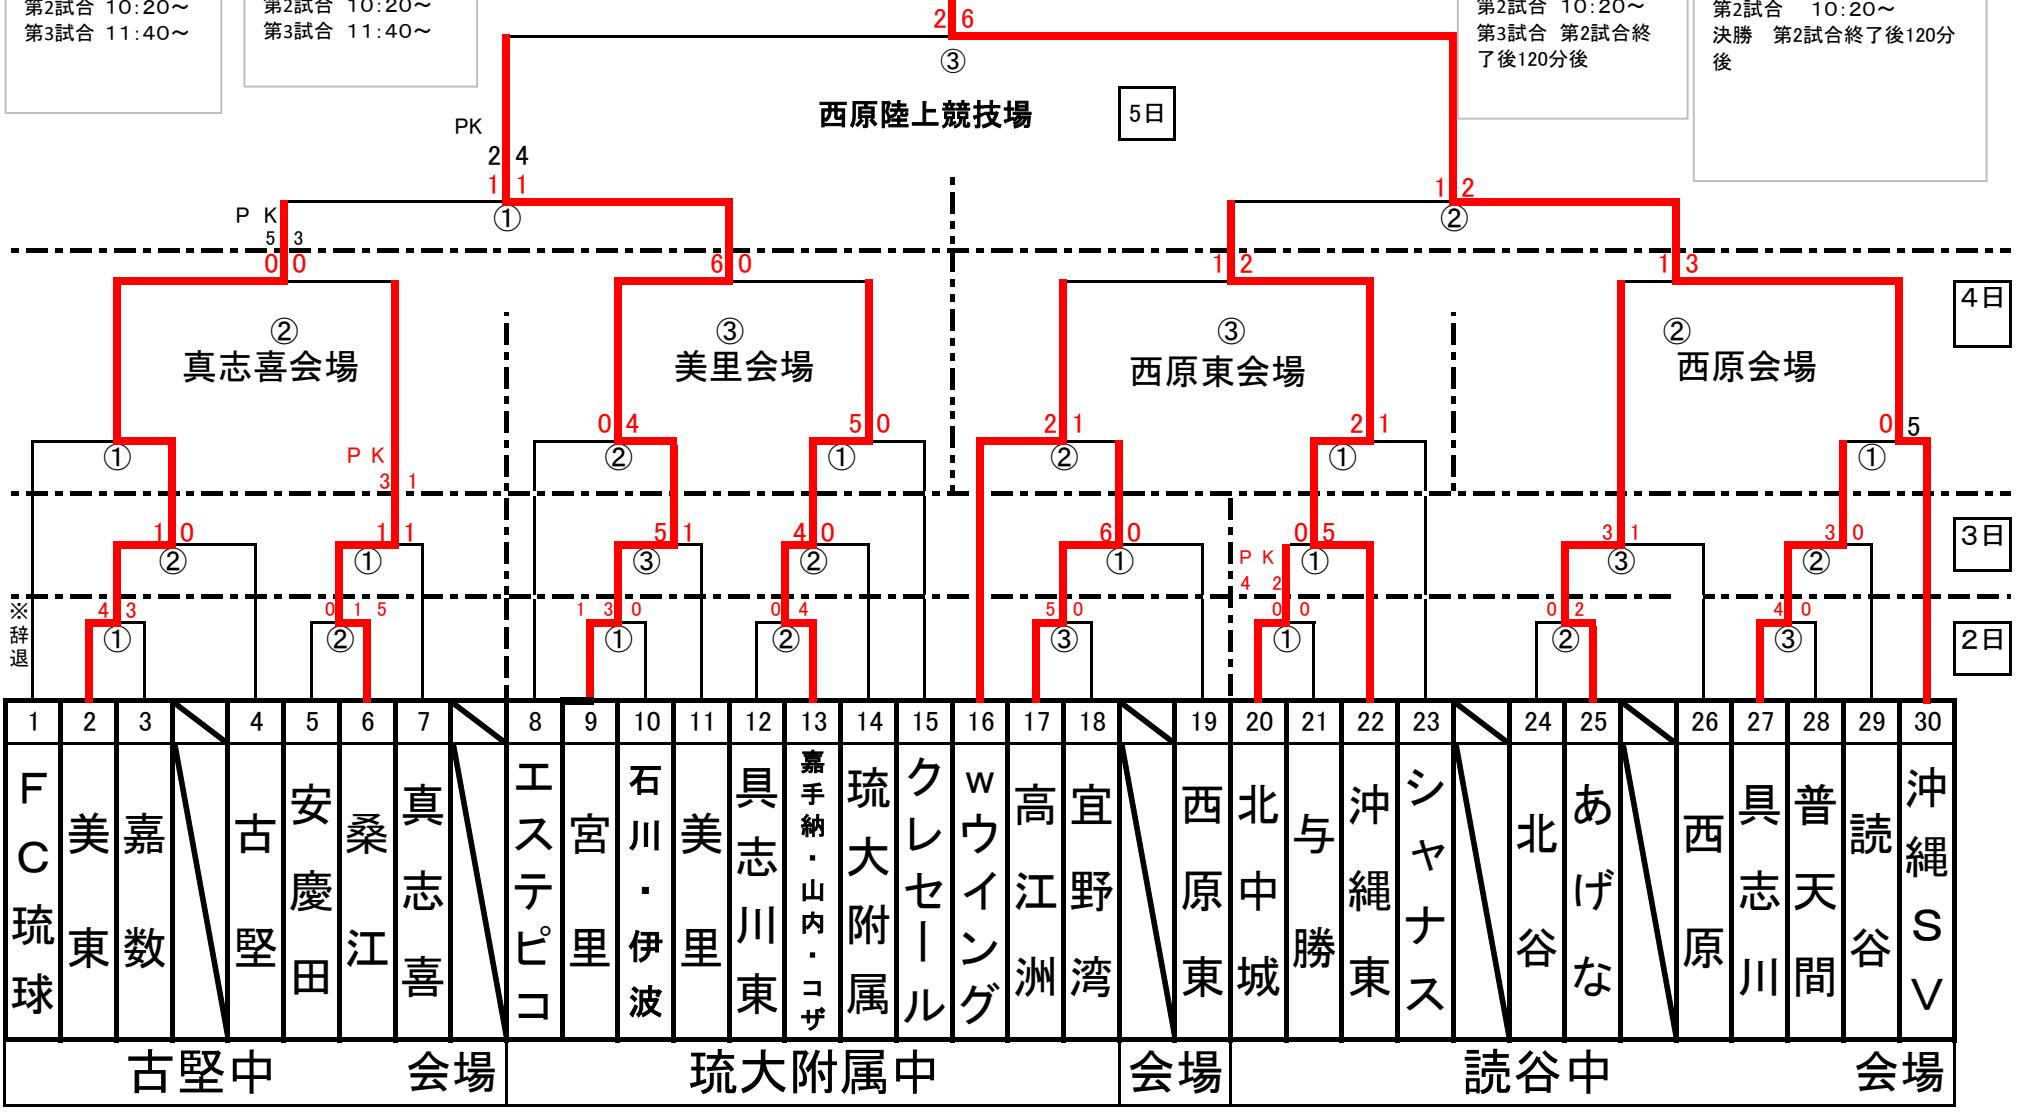 第2試合 10:20～
第3試合 11:40～
第2試合 10:20～
第3試合 11:40～
2 6
第2試合 10:20～
第3試合 第2試合終
了後120分後
第2試合 10:20～
決勝 第2試合終了後120分
後
③
西原陸上競技場
5日
PK
2 4
1 1
①
1 2
②
PK
5 3
0 0
6 0
1 2
1 3
4日
②
真志喜会場
③
美里会場
③
西原東会場
②
西原会場
①
0 4
②
5 0
①
2 1
②
2 1
①
0 5
①
PK
3 1
1 0
②
1 1
①
5 1
③
4 0
②
6 0
①
0 5
①
3 1
③
3 0
②
3日
PK
4 2
※辞退
4 3
①
0 15
②
13 0
①
0 4
②
5 0
③
0 0
①
0 2
②
4 0
③
2日
1 2 3 4 5 6 7 8 9 10 11 12 13 14 15 16 17 18 19 20 21 22 23 24 25 26 27 28 29 30
FC琉球
美東
嘉数
古堅
安慶田
桑江
真志喜
エステピコ
宮里
石川・伊波
美里
具志川東
嘉手納・山内・コザ
琉大附属
クレセール
wウイング
高江洲
宜野湾
西原東
北中城
与勝
沖縄東
シャナス
北谷
あげな
西原
具志川
普天間
読谷
沖縄SV
古堅中 会場
琉大附属中 会場
読谷中 会場